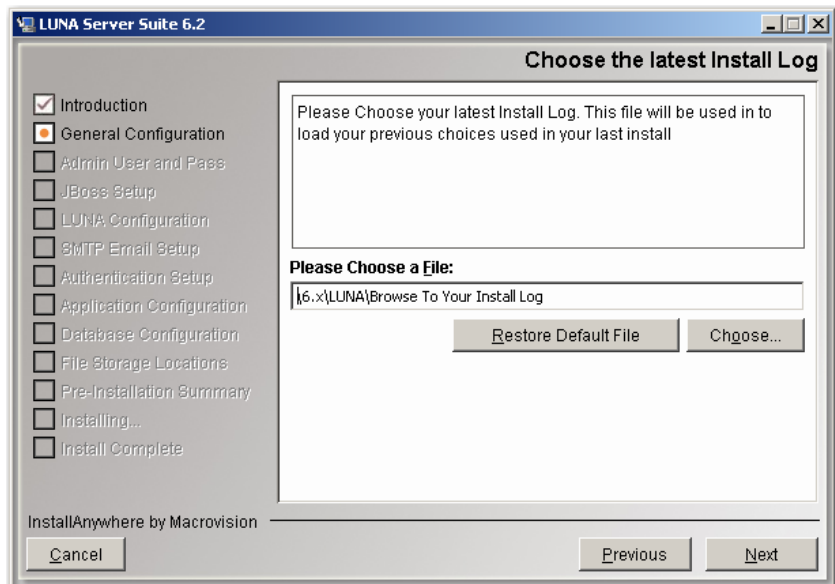 LUNA Server Suite 6.2
Choose the latest Install Log
Introduction
General Configuration
Admin User and Pass
JBoss Setup
LUNA Configuration
SMTP Email Setup
Authentication Setup
Application Configuration
Database Configuration
File Storage Locations
Pre-Installation Summary
Installing...
Install Complete
Please Choose your latest Install Log. This file will be used in to
load your previous choices used in your last install
Please Choose a File:
\6.x\LUNA\Browse To Your Install Log
Restore Default File
Choose...
InstallAnywhere by Macrovision
Cancel
Previous
Next